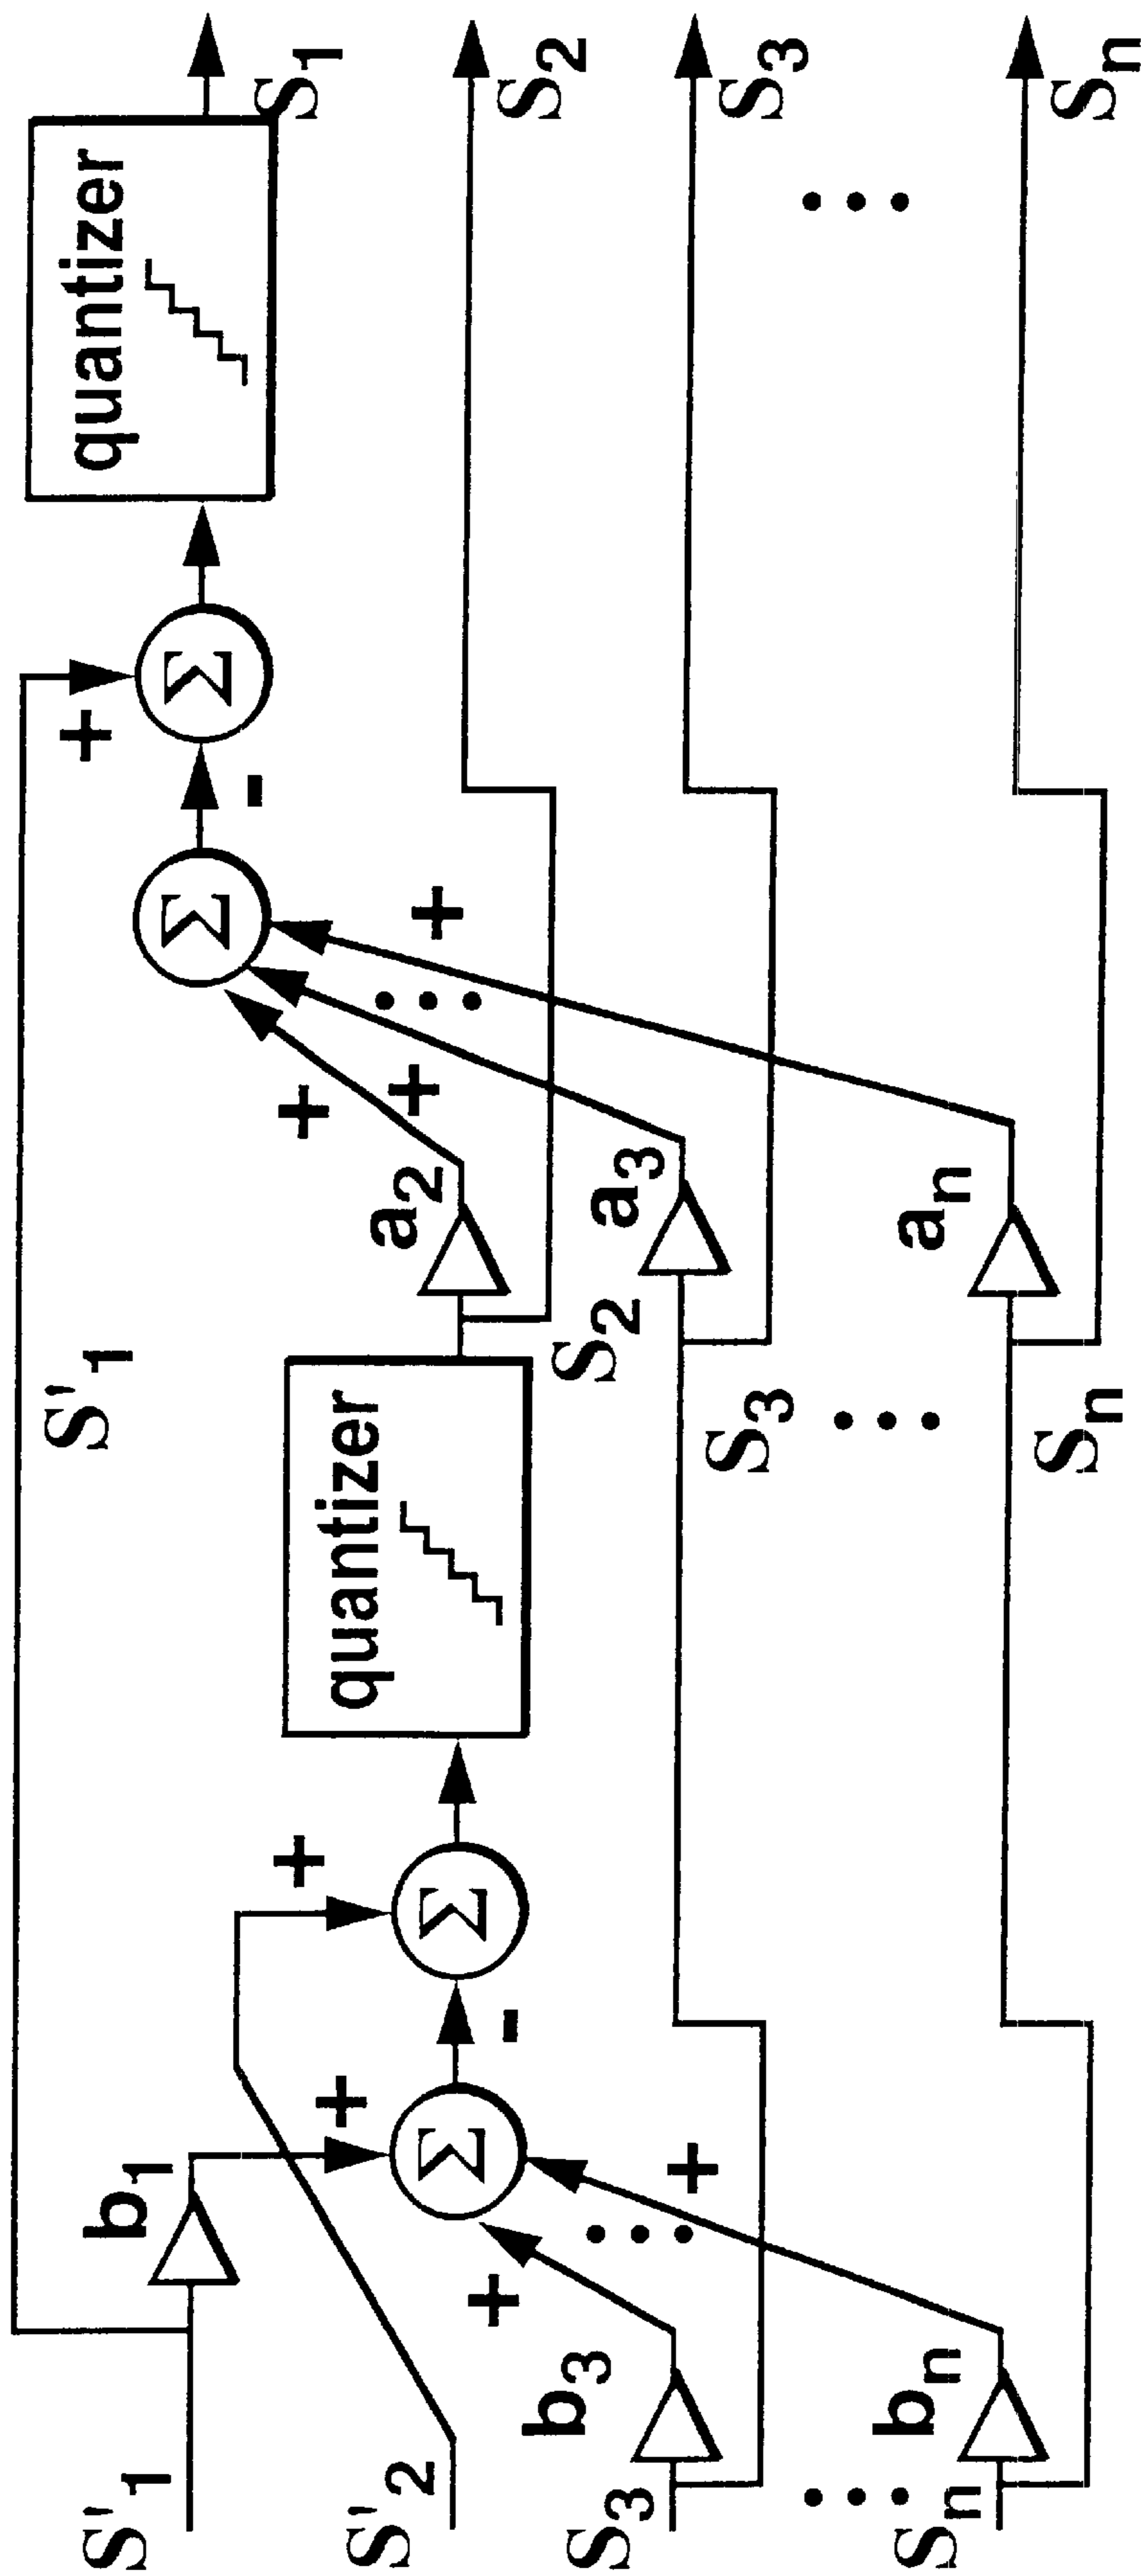 S'1
b1
S'1
+
-
+
quantizer
S1
S'2
+
-
+
quantizer
S2
a2
+
S2
S3
b3
+
S3
a3
+
S3
Sn
bn
+
Sn
an
+
Sn
Σ
Σ
Σ
Σ